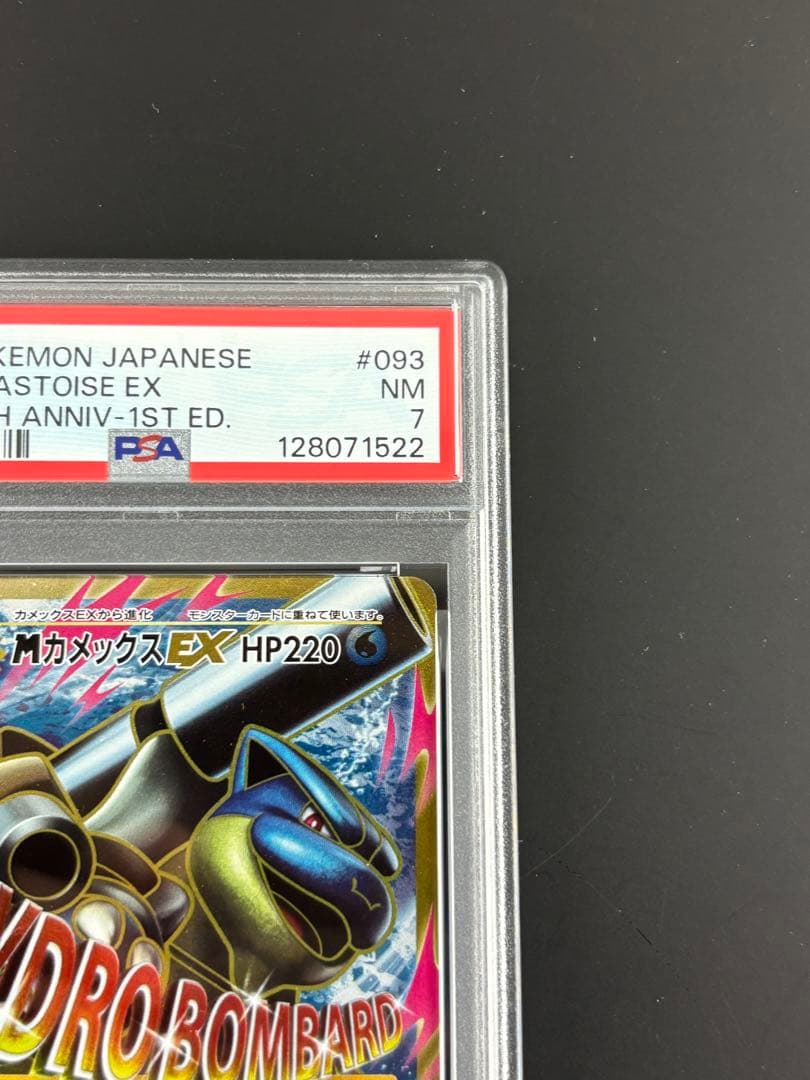 KEMON JAPANESE #093
ASTOISE EX NM
H ANNIV-1ST ED. 7
PSA 128071522
カメックスEXから進化 モンスターカードに重ねて使います。
MカメックスEX HP220
YDRO BOMBARD